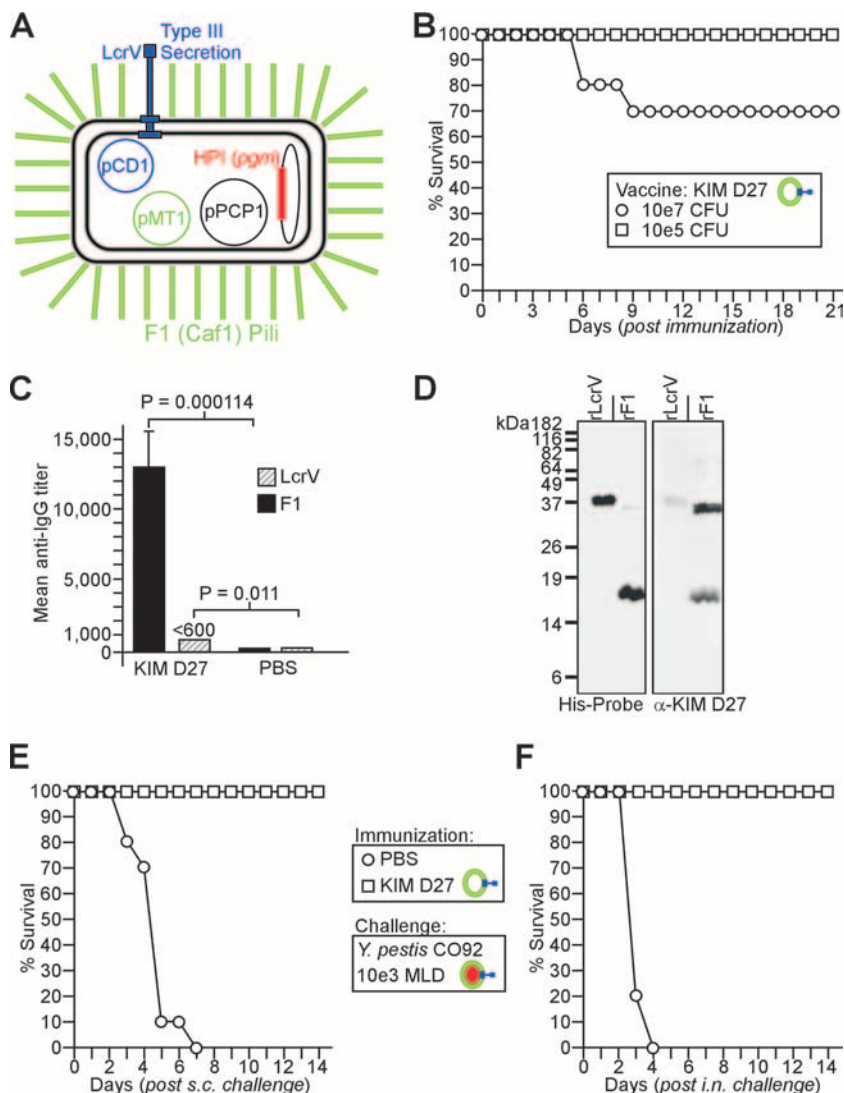 A
Type III
LcrV Secretion
pCD1
HPI (pgm)
pMT1
pPCP1
F1 (Caf1) Pili
B
% Survival
100
90
80
70
60
50
40
30
20
10
0
Vaccine: KIM D27
10e7 CFU
10e5 CFU
0 3 6 9 12 15 18 21
Days (post immunization)
C
P = 0.000114
Mean anti-IgG titer
15,000
10,000
5,000
1,000
0
LcrV
F1
P = 0.011
<600
KIM D27 PBS
D
rLcrV rF1 rLcrV rF1
kDa182
116
82
64
49
37
26
19
14
6
His-Probe α-KIM D27
E
% Survival
100
90
80
70
60
50
40
30
20
10
0
0 2 4 6 8 10 12 14
Days (post s.c. challenge)
Immunization:
PBS
KIM D27
Challenge:
Y. pestis CO92
10e3 MLD
F
% Survival
100
90
80
70
60
50
40
30
20
10
0
0 2 4 6 8 10 12 14
Days (post i.n. challenge)